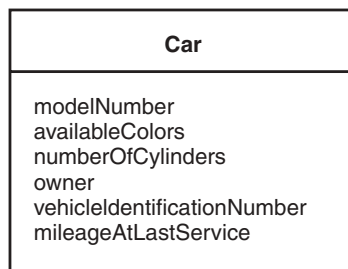 Car
modelNumber
availableColors
numberOfCylinders
owner
vehicleIdentificationNumber
mileageAtLastService